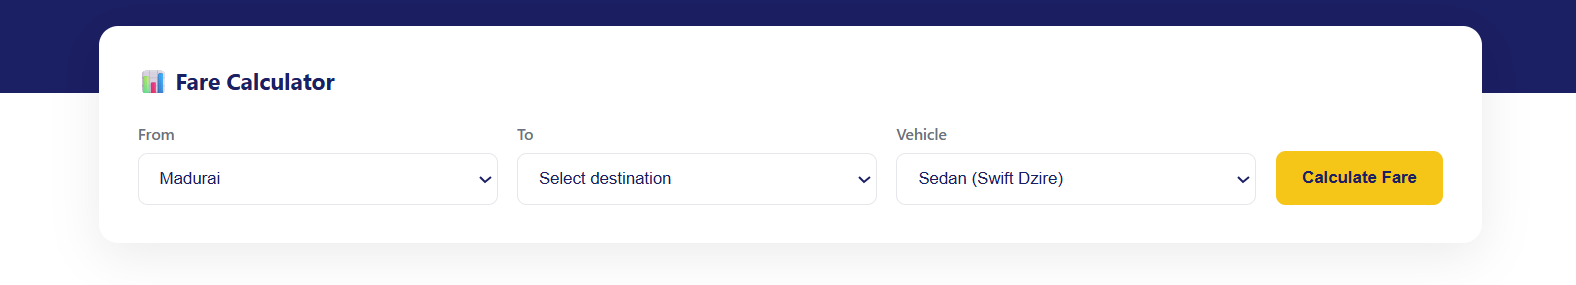 Fare Calculator
From
To
Vehicle
Madurai
Select destination
Sedan (Swift Dzire)
Calculate Fare